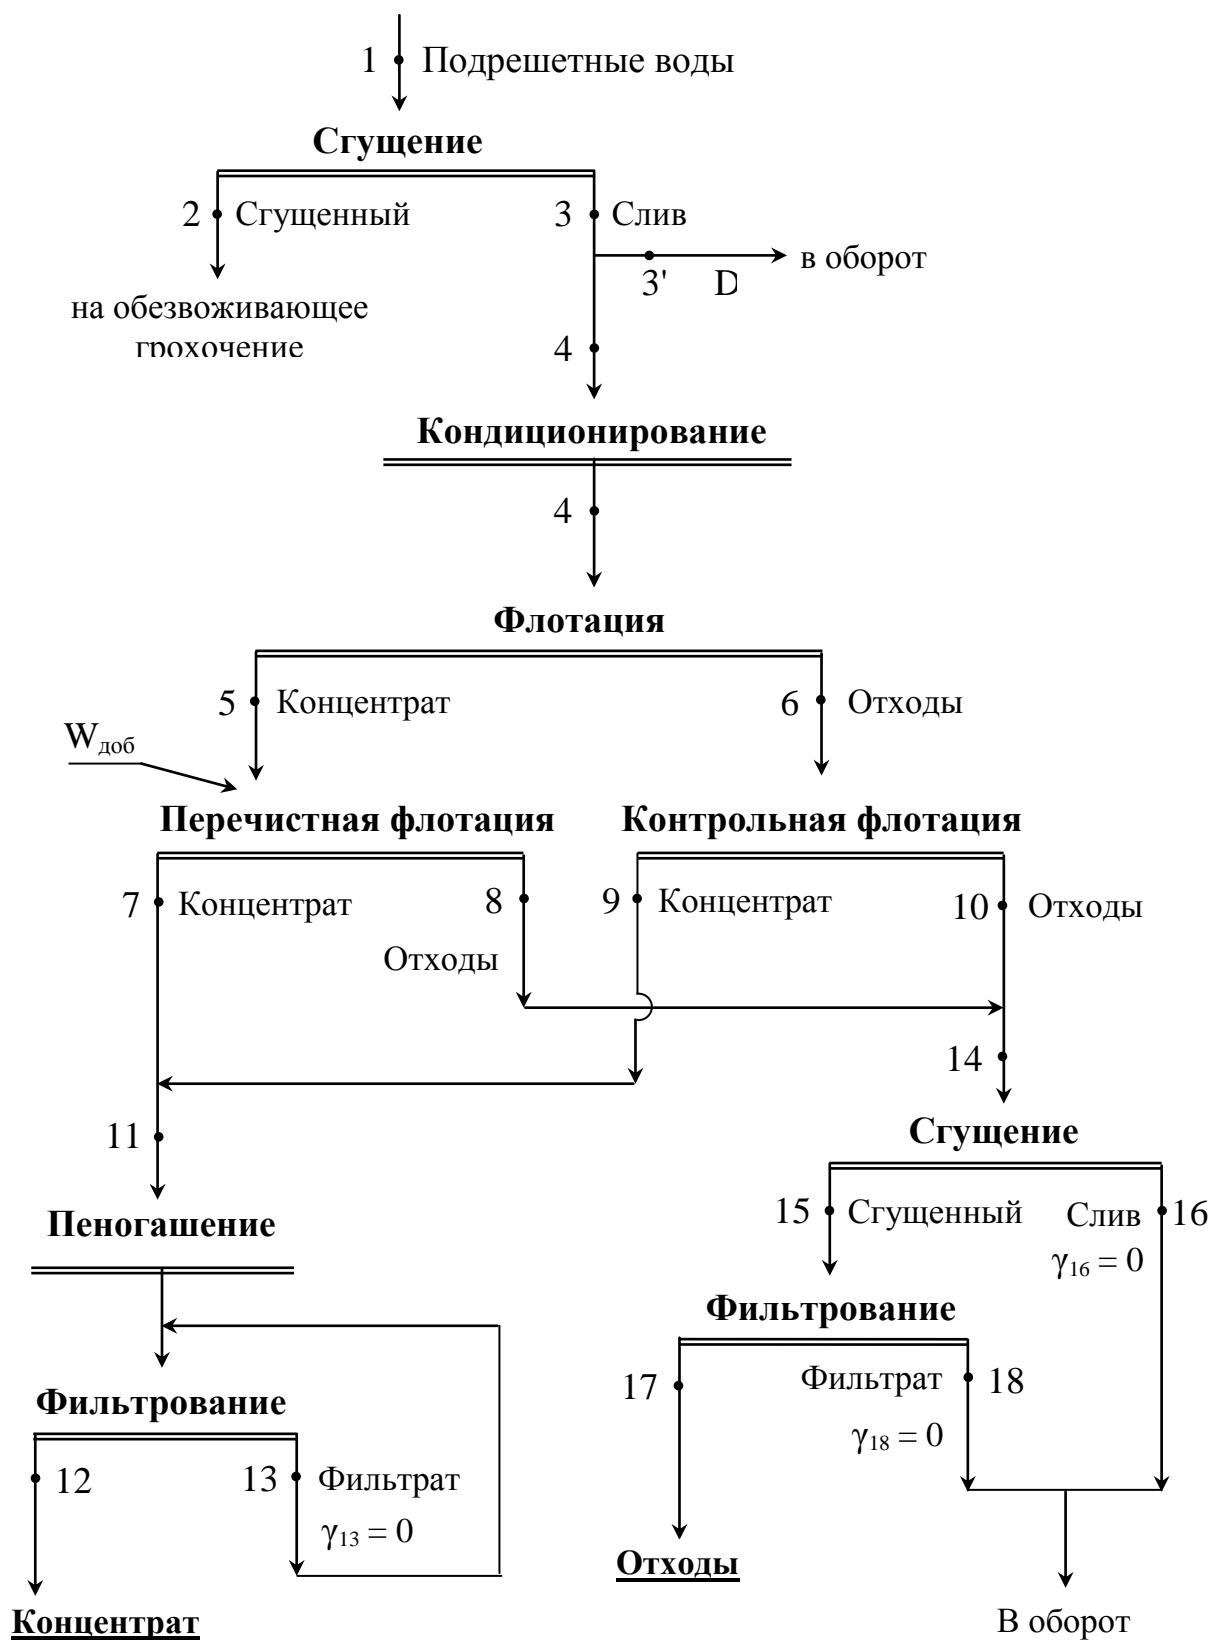 1 Подрешетные воды
Сгущение
2 Сгущенный
3 Слив
3' D
в оборот
на обезвоживающее
грохочение
4
Кондиционирование
4
Флотация
5 Концентрат
6 Отходы
Wдоб
Перечистная флотация
Контрольная флотация
7 Концентрат
8
Отходы
9 Концентрат
10 Отходы
14
11
Сгущение
Пеногашение
15 Сгущенный
Слив 16
γ16 = 0
Фильтрование
17
Фильтрат 18
γ18 = 0
Фильтрование
12
13 Фильтрат
γ13 = 0
Отходы
Концентрат
В оборот